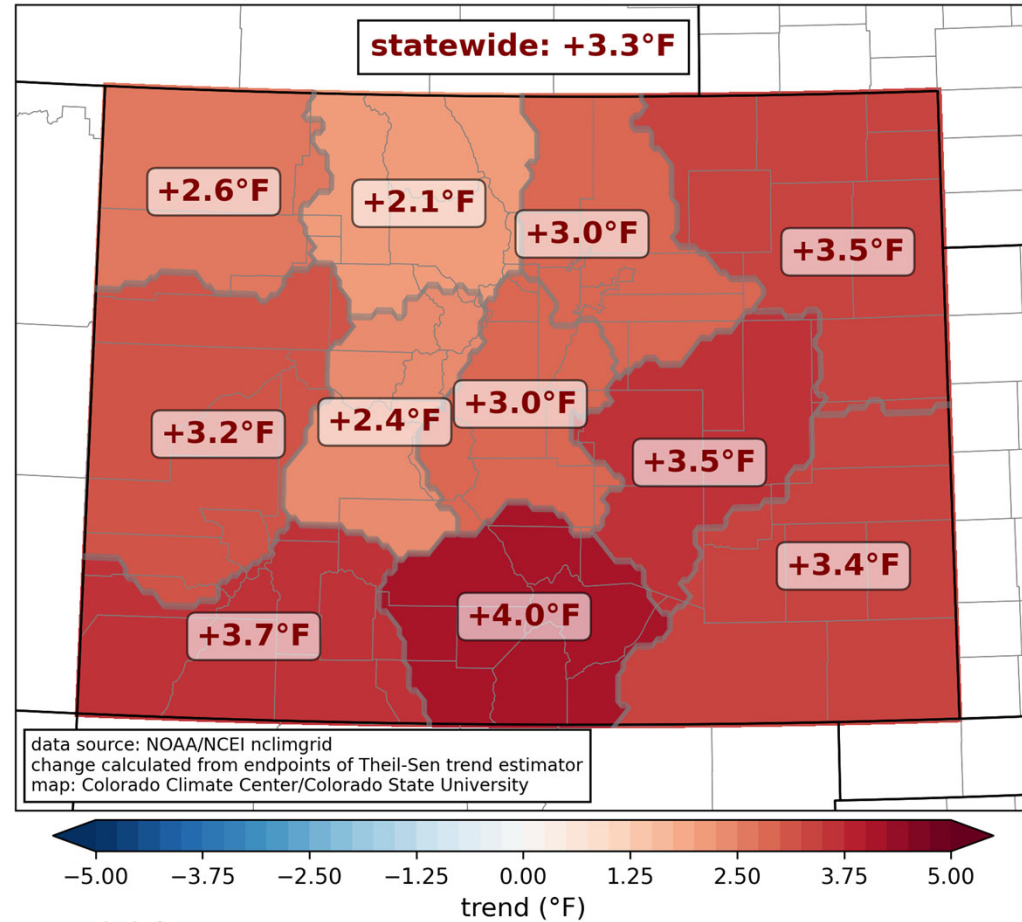 statewide: +3.3°F
+2.6°F
+2.1°F
+3.0°F
+3.5°F
+3.2°F
+2.4°F
+3.0°F
+3.5°F
+3.4°F
+3.7°F
+4.0°F
data source: NOAA/NCEI nclimgrid
change calculated from endpoints of Theil-Sen trend estimator
map: Colorado Climate Center/Colorado State University
−5.00 −3.75 −2.50 −1.25 0.00 1.25 2.50 3.75 5.00
trend (°F)